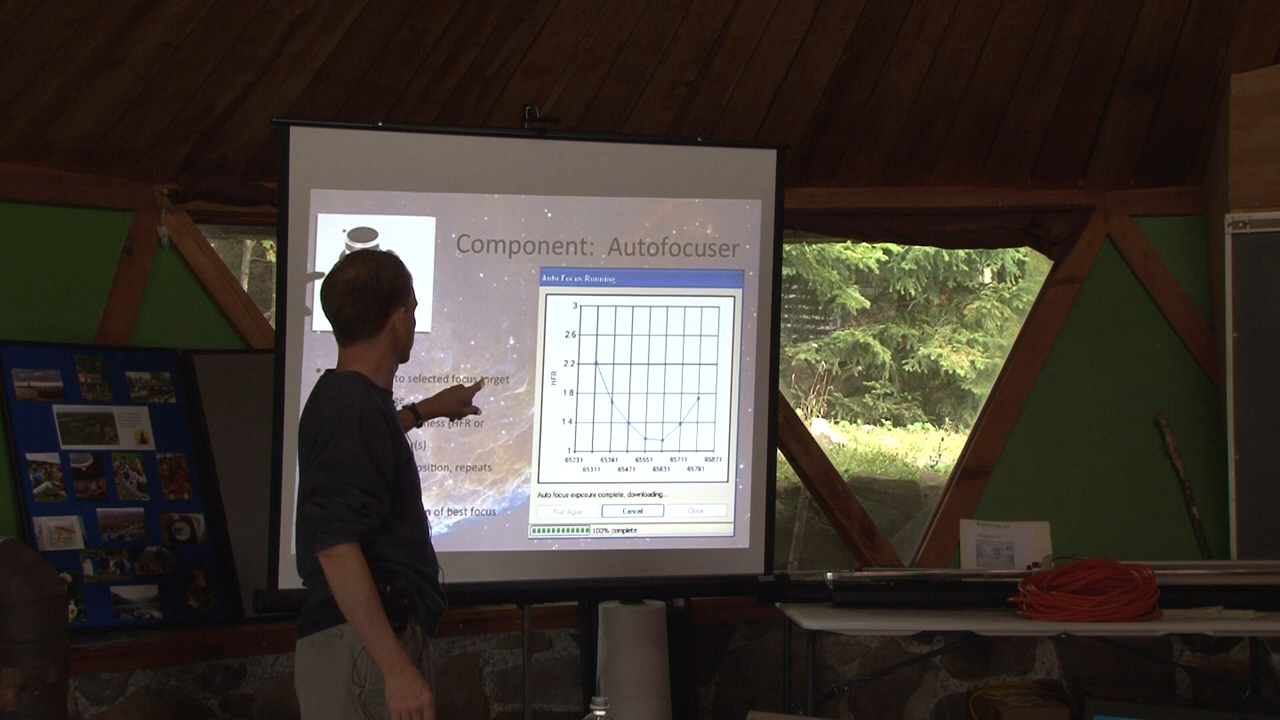 Component: Autofocuser
to selected focus target
ness (HFR or
osition, repeats
n of best focus
Auto Focus Running
3
2.6
2.2
1.8
1.4
1
HFR
65231 65391 65551 65711 65871
65311 65471 65631 65791
Auto focus exposure complete, downloading...
Run Again Cancel Close
100% complete